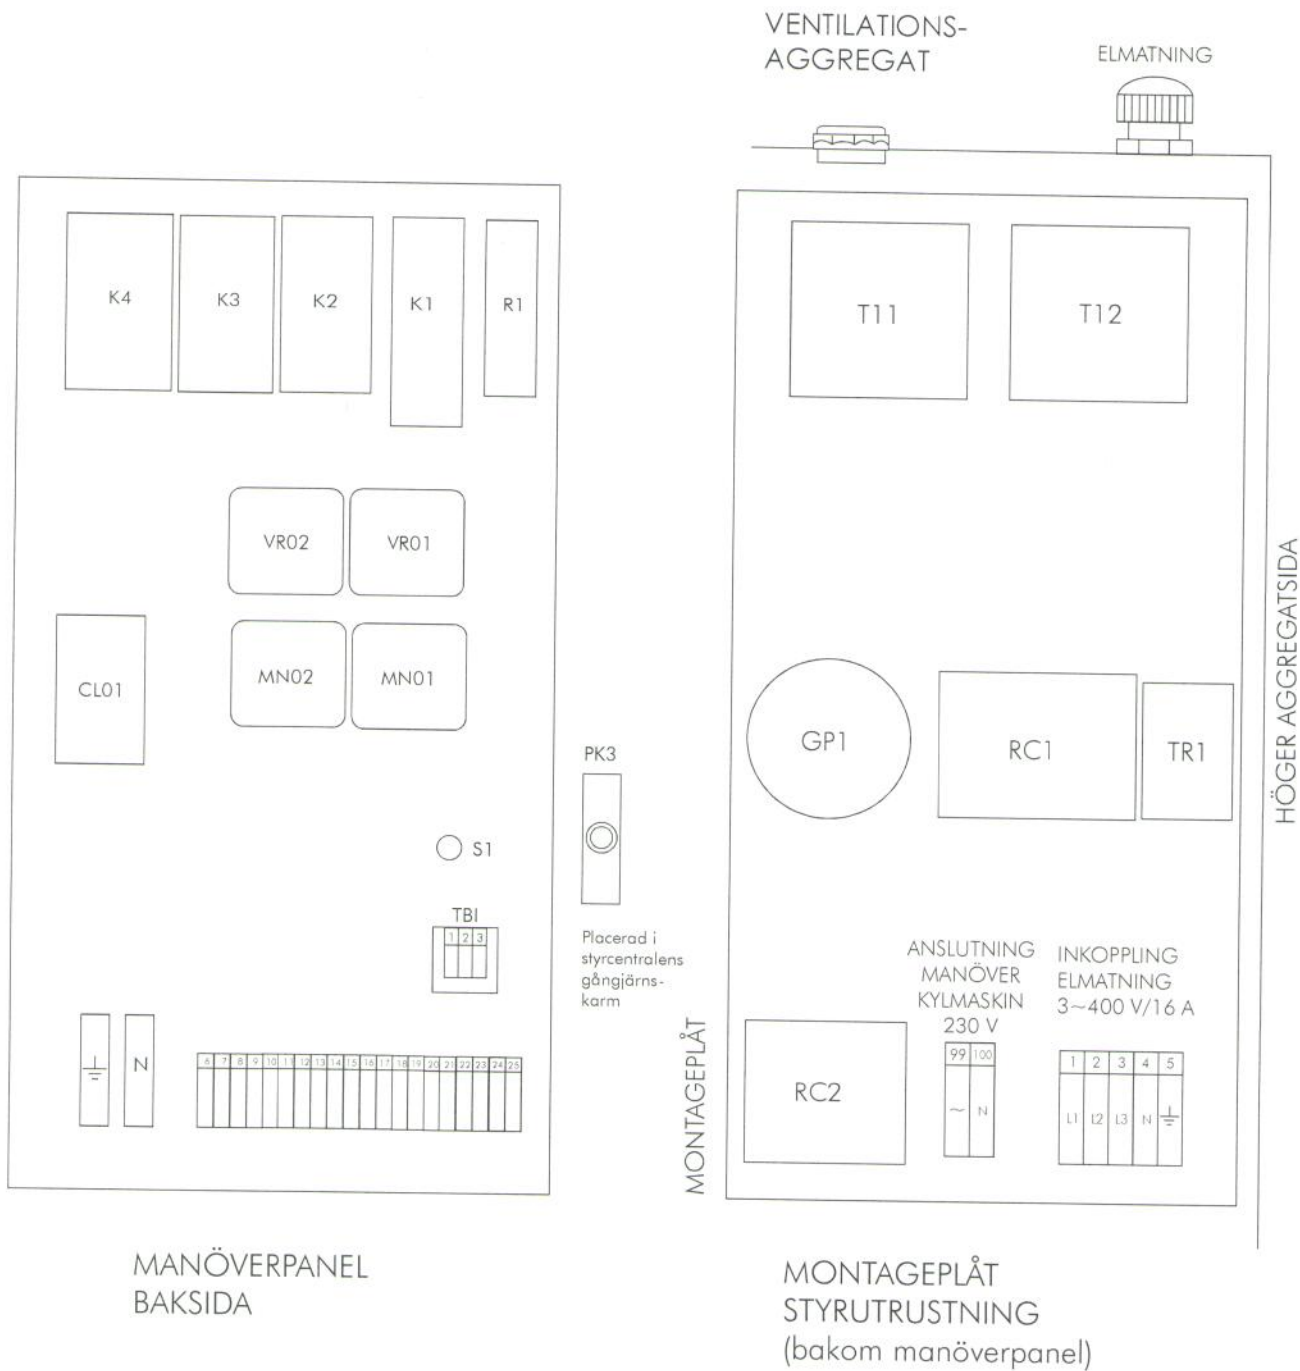 VENTILATIONS-
AGGREGAT
ELMATNING
K4
K3
K2
K1
R1
VR02
VR01
CL01
MN02
MN01
S1
TBI
1 2 3
N
6 7 8 9 10 11 12 13 14 15 16 17 18 19 20 21 22 23 24 25
PK3
Placerad i
styrcentralens
gångjärns-
karm
MANÖVERPANEL
BAKSIDA
T11
T12
GP1
RC1
TR1
HÖGER AGGREGATSIDA
MONTAGEPLÅT
RC2
ANSLUTNING
MANÖVER
KYLMASKIN
230 V
99 100
~ N
INKOPPLING
ELMATNING
3~400 V/16 A
1 2 3 4 5
L1 L2 L3 N
MONTAGEPLÅT
STYRUTRUSTNING
(bakom manöverpanel)